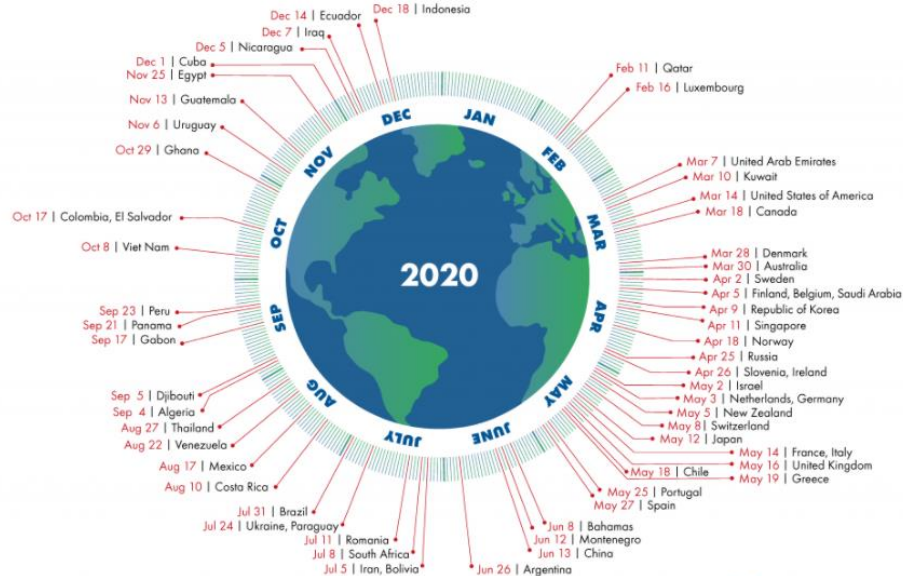 Dec 18 | Indonesia
Dec 14 | Ecuador
Dec 7 | Iraq
Dec 5 | Nicaragua
Dec 1 | Cuba
Nov 25 | Egypt
Nov 13 | Guatemala
Nov 6 | Uruguay
Oct 29 | Ghana
Oct 17 | Colombia, El Salvador
Oct 8 | Viet Nam
Sep 23 | Peru
Sep 21 | Panama
Sep 17 | Gabon
Sep 5 | Djibouti
Sep 4 | Algeria
Aug 27 | Thailand
Aug 22 | Venezuela
Aug 17 | Mexico
Aug 10 | Costa Rica
Jul 31 | Brazil
Jul 24 | Ukraine, Paraguay
Jul 11 | Romania
Jul 8 | South Africa
Jul 5 | Iran, Bolivia
JAN
FEB
MAR
APR
MAY
JUNE
JULY
AUG
SEP
OCT
NOV
DEC
2020
Feb 11 | Qatar
Feb 16 | Luxembourg
Mar 7 | United Arab Emirates
Mar 10 | Kuwait
Mar 14 | United States of America
Mar 18 | Canada
Mar 28 | Denmark
Mar 30 | Australia
Apr 2 | Sweden
Apr 5 | Finland, Belgium, Saudi Arabia
Apr 9 | Republic of Korea
Apr 11 | Singapore
Apr 18 | Norway
Apr 25 | Russia
Apr 26 | Slovenia, Ireland
May 2 | Israel
May 3 | Netherlands, Germany
May 5 | New Zealand
May 8 | Switzerland
May 12 | Japan
May 14 | France, Italy
May 16 | United Kingdom
May 18 | Chile
May 19 | Greece
May 25 | Portugal
May 27 | Spain
Jun 8 | Bahamas
Jun 12 | Montenegro
Jun 13 | China
Jun 26 | Argentina